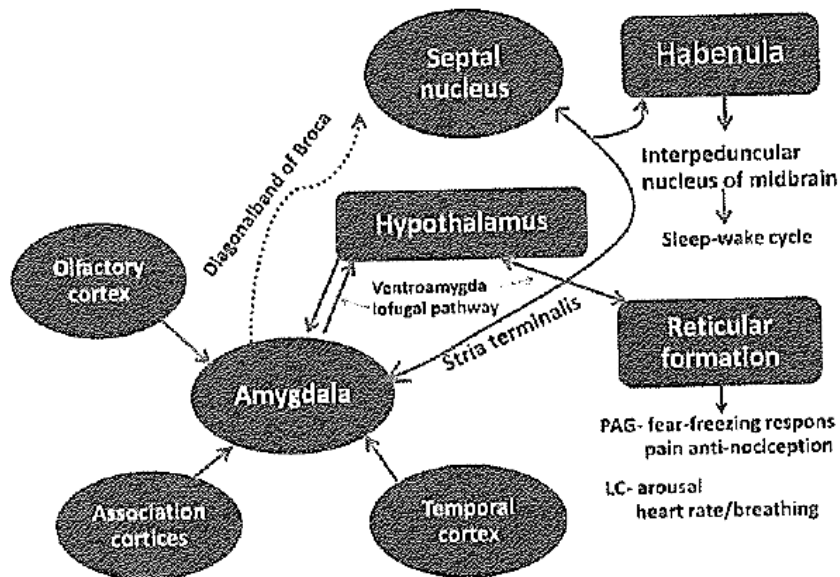 Septal
nucleus
Habenula
Diagonalband of Broca
Interpeduncular
nucleus of midbrain
Hypothalamus
Sleep-wake cycle
Olfactory
cortex
Ventroamygda
lofugal pathway
Stria terminalis
Reticular
formation
Amygdala
PAG- fear-freezing respons
pain anti-nociception
Association
cortices
Temporal
cortex
LC- arousal
heart rate/breathing